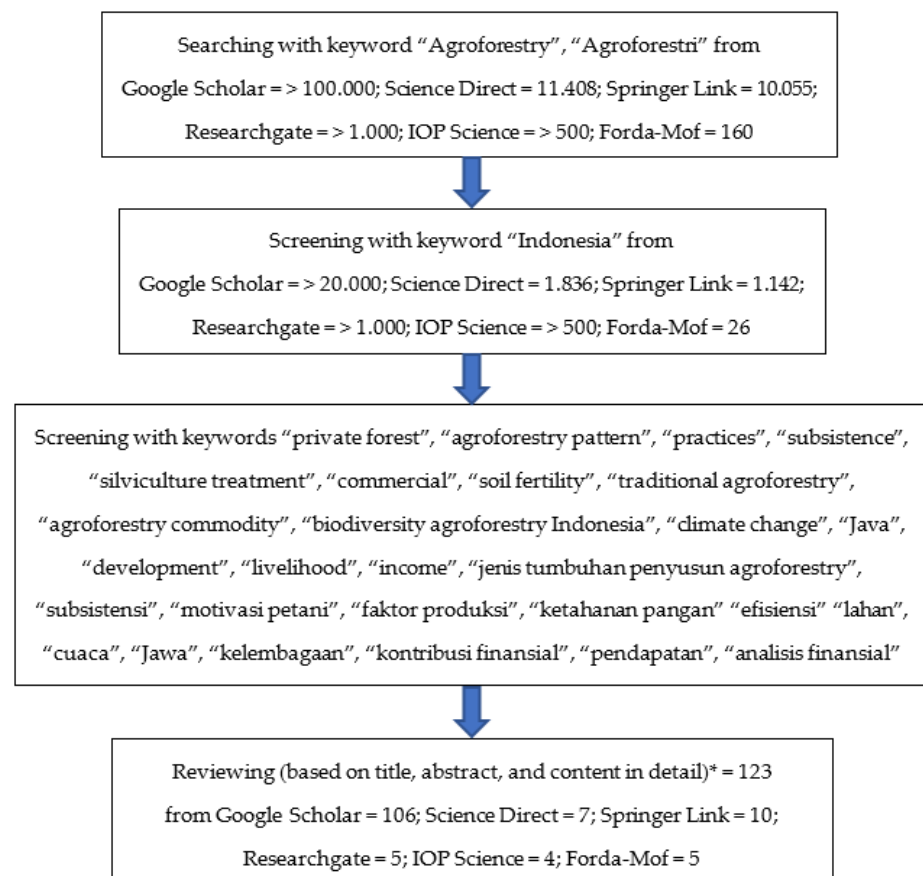 Searching with keyword “Agroforestry”, “Agroforestri” from
Google Scholar = > 100.000; Science Direct = 11.408; Springer Link = 10.055;
Researchgate = > 1.000; IOP Science = > 500; Forda-Mof = 160
Screening with keyword “Indonesia” from
Google Scholar = > 20.000; Science Direct = 1.836; Springer Link = 1.142;
Researchgate = > 1.000; IOP Science = > 500; Forda-Mof = 26
Screening with keywords “private forest”, “agroforestry pattern”, “practices”, “subsistence”,
“silviculture treatment”, “commercial”, “soil fertility”, “traditional agroforestry”,
“agroforestry commodity”, “biodiversity agroforestry Indonesia”, “climate change”, “Java”,
“development”, “livelihood”, “income”, “jenis tumbuhan penyusun agroforestry”,
“subsistensi”, “motivasi petani”, “faktor produksi”, “ketahanan pangan” “efisiensi” “lahan”,
“cuaca”, “Jawa”, “kelembagaan”, “kontribusi finansial”, “pendapatan”, “analisis finansial”
Reviewing (based on title, abstract, and content in detail)* = 123
from Google Scholar = 106; Science Direct = 7; Springer Link = 10;
Researchgate = 5; IOP Science = 4; Forda-Mof = 5